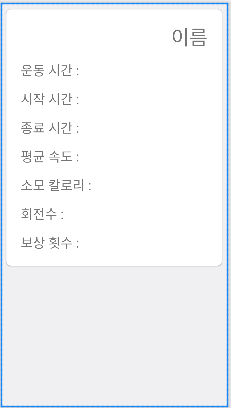 이름
운동 시간 :
시작 시간 :
종료 시간 :
평균 속도 :
소모 칼로리 :
회전수 :
보상 횟수 :